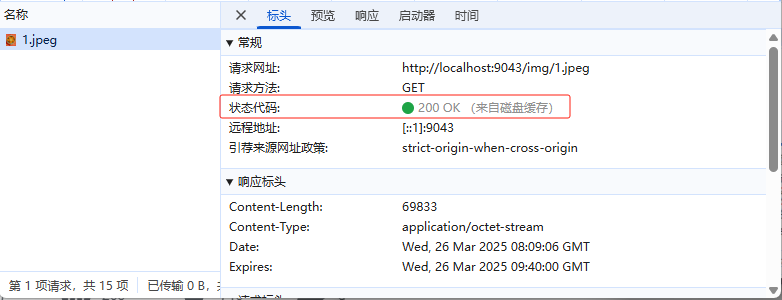 名称
1.jpeg
标头 预览 响应 启动器 时间
常规
请求网址: http://localhost:9043/img/1.jpeg
请求方法: GET
状态代码: 200 OK （来自磁盘缓存）
远程地址: [::1]:9043
引荐来源网址政策: strict-origin-when-cross-origin
响应标头
Content-Length: 69833
Content-Type: application/octet-stream
Date: Wed, 26 Mar 2025 08:09:06 GMT
Expires: Wed, 26 Mar 2025 09:40:00 GMT
第 1 项请求，共 15 项 已传输 0 B，